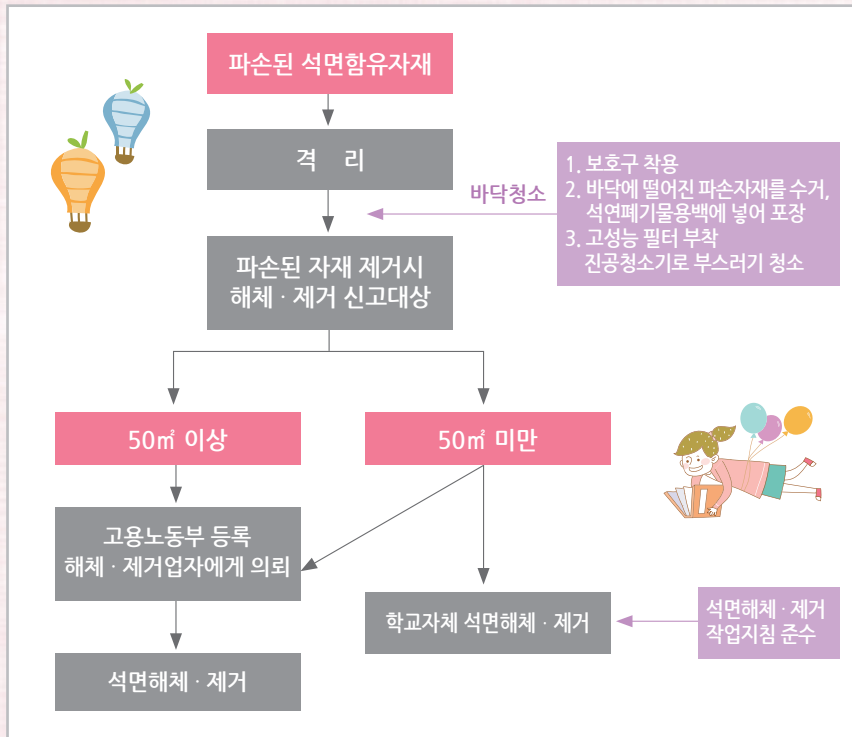 파손된 석면함유자재
격 리
바닥청소
1. 보호구 착용
2. 바닥에 떨어진 파손자재를 수거,
석연폐기물용백에 넣어 포장
3. 고성능 필터 부착
진공청소기로 부스러기 청소
파손된 자재 제거시
해체 · 제거 신고대상
50㎡ 이상
50㎡ 미만
고용노동부 등록
해체 · 제거업자에게 의뢰
학교자체 석면해체 · 제거
석면해체 · 제거
작업지침 준수
석면해체 · 제거